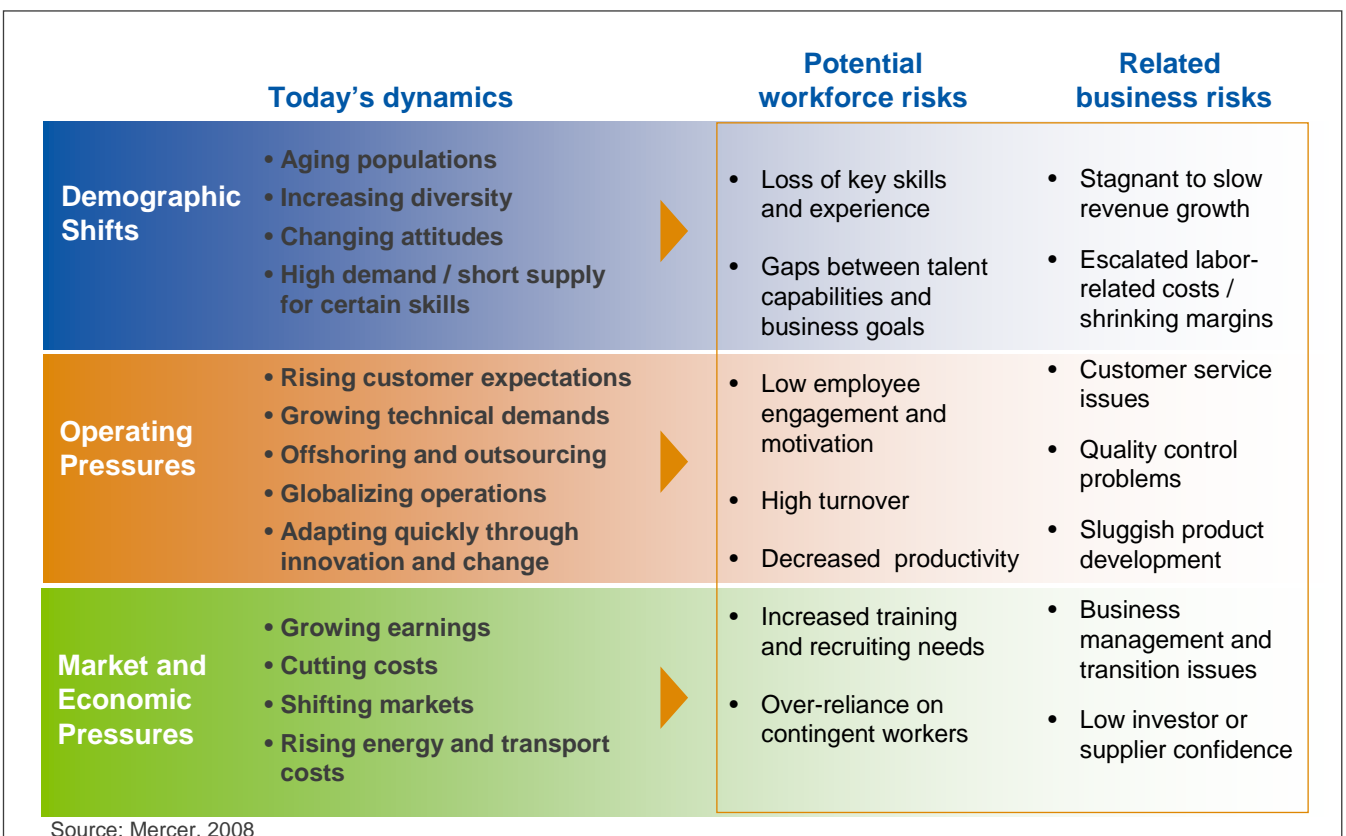 Today's dynamics
Potential
workforce risks
Related
business risks
Demographic
Shifts
• Aging populations
• Increasing diversity
• Changing attitudes
• High demand / short supply
for certain skills
• Loss of key skills
and experience
• Gaps between talent
capabilities and
business goals
• Stagnant to slow
revenue growth
• Escalated labor-
related costs /
shrinking margins
Operating
Pressures
• Rising customer expectations
• Growing technical demands
• Offshoring and outsourcing
• Globalizing operations
• Adapting quickly through
innovation and change
• Low employee
engagement and
motivation
• High turnover
• Decreased productivity
• Customer service
issues
• Quality control
problems
• Sluggish product
development
Market and
Economic
Pressures
• Growing earnings
• Cutting costs
• Shifting markets
• Rising energy and transport
costs
• Increased training
and recruiting needs
• Over-reliance on
contingent workers
• Business
management and
transition issues
• Low investor or
supplier confidence
Source: Mercer, 2008